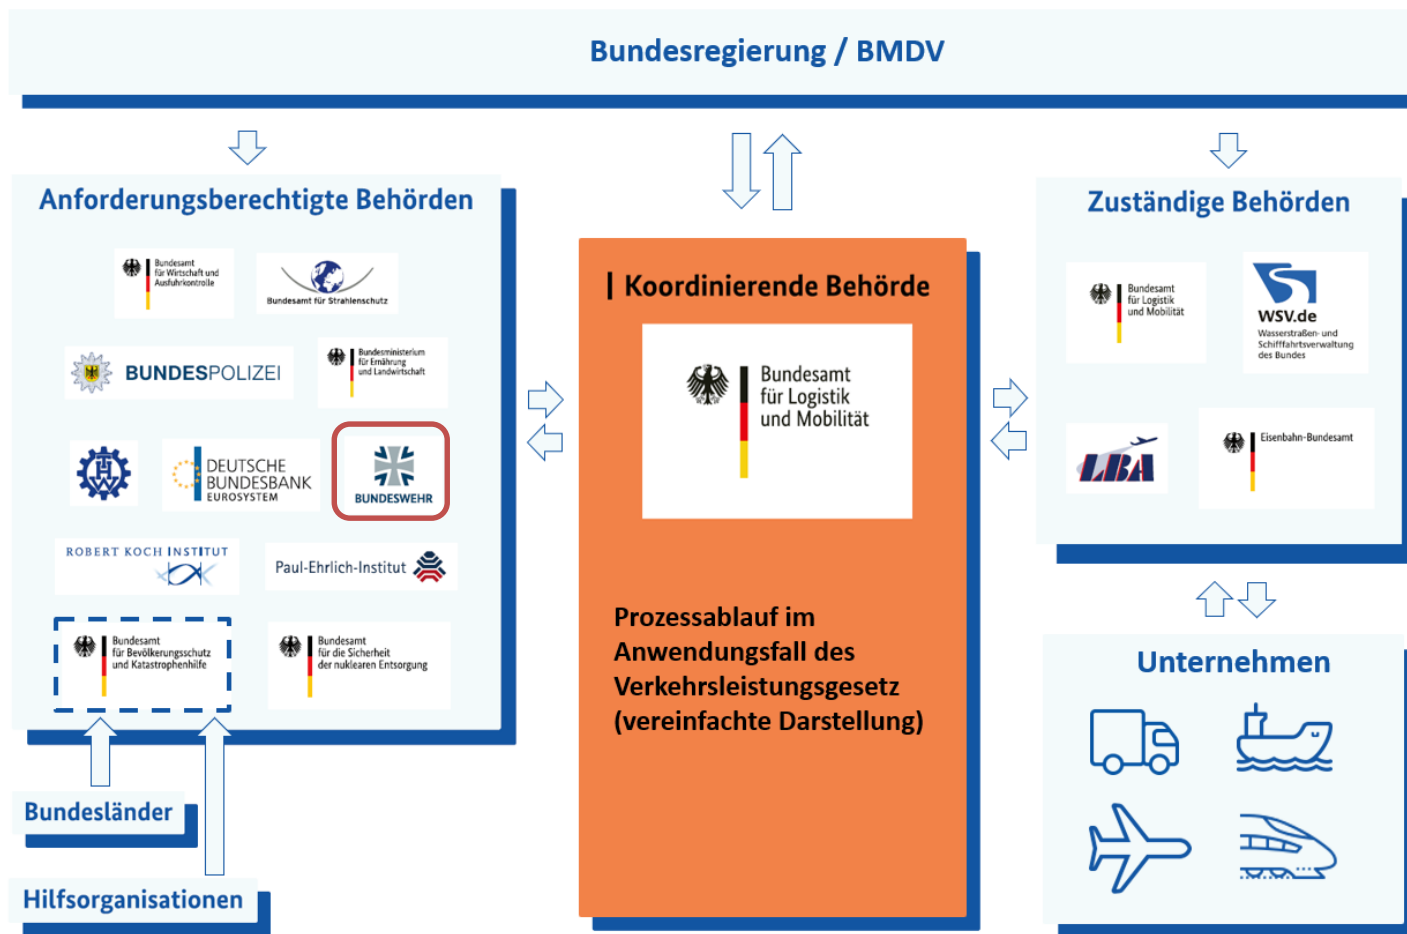 Bundesregierung / BMDV
Anforderungsberechtigte Behörden
Bundesamt
für Wirtschaft und
Ausfuhrkontrolle
Bundesamt für Strahlenschutz
BUNDESPOLIZEI
Bundesministerium
für Ernährung
und Landwirtschaft
THW
DEUTSCHE
BUNDESBANK
EUROSYSTEM
BUNDESWEHR
ROBERT KOCH INSTITUT
Paul-Ehrlich-Institut
Bundesamt
für Bevölkerungsschutz
und Katastrophenhilfe
Bundesamt
für die Sicherheit
der nuklearen Entsorgung
Bundesländer
Hilfsorganisationen
| Koordinierende Behörde
Bundesamt
für Logistik
und Mobilität
Prozessablauf im
Anwendungsfall des
Verkehrsleistungsgesetz
(vereinfachte Darstellung)
Zuständige Behörden
Bundesamt
für Logistik
und Mobilität
WSV.de
Wasserstraßen- und
Schifffahrtsverwaltung
des Bundes
LBA
Eisenbahn-Bundesamt
Unternehmen